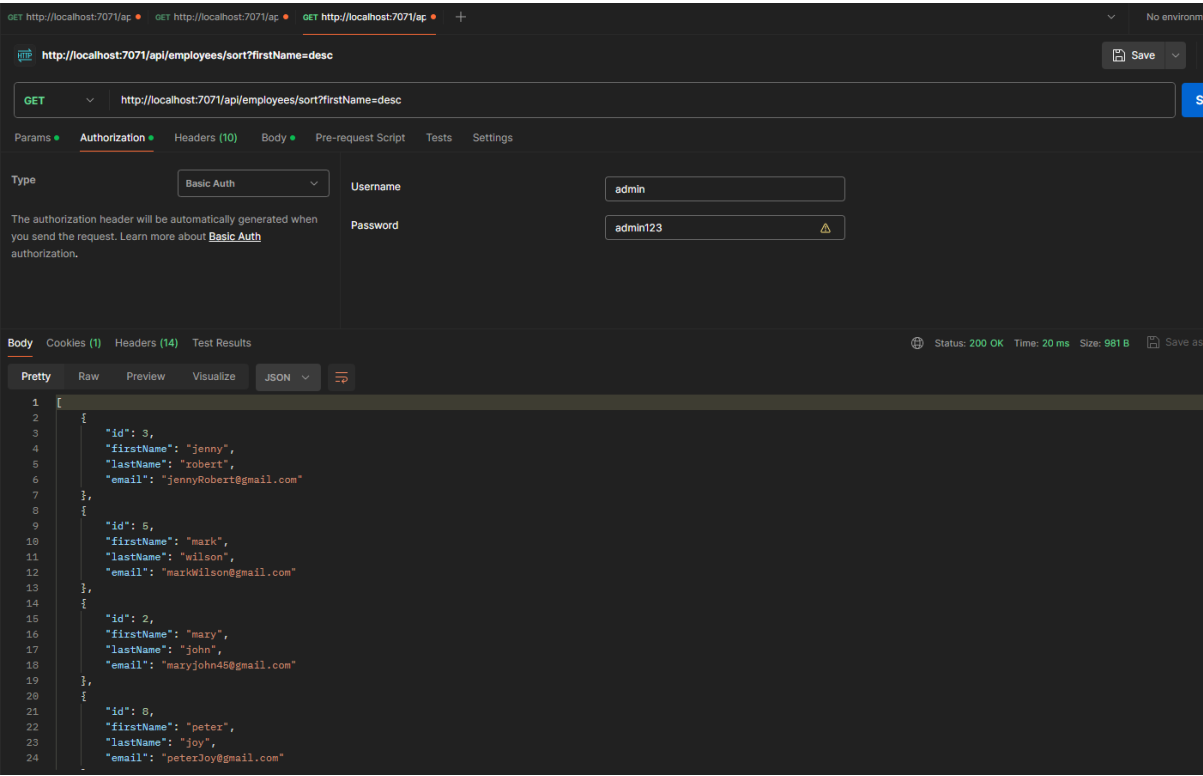 GET http://localhost:7071/ap GET http://localhost:7071/ap GET http://localhost:7071/ap + No environm
HTTP http://localhost:7071/api/employees/sort?firstName=desc Save
GET http://localhost:7071/api/employees/sort?firstName=desc S
Params Authorization Headers (10) Body Pre-request Script Tests Settings
Type Basic Auth
The authorization header will be automatically generated when
you send the request. Learn more about Basic Auth
authorization.
Username admin
Password admin123
Body Cookies (1) Headers (14) Test Results Status: 200 OK Time: 20 ms Size: 981 B Save as
Pretty Raw Preview Visualize JSON
1 [
2 {
3 "id": 3,
4 "firstName": "jenny",
5 "lastName": "robert",
6 "email": "jennyRobert@gmail.com"
7 },
8 {
9 "id": 5,
10 "firstName": "mark",
11 "lastName": "wilson",
12 "email": "markWilson@gmail.com"
13 },
14 {
15 "id": 2,
16 "firstName": "mary",
17 "lastName": "john",
18 "email": "maryjohn45@gmail.com"
19 },
20 {
21 "id": 8,
22 "firstName": "peter",
23 "lastName": "joy",
24 "email": "peterJoy@gmail.com"